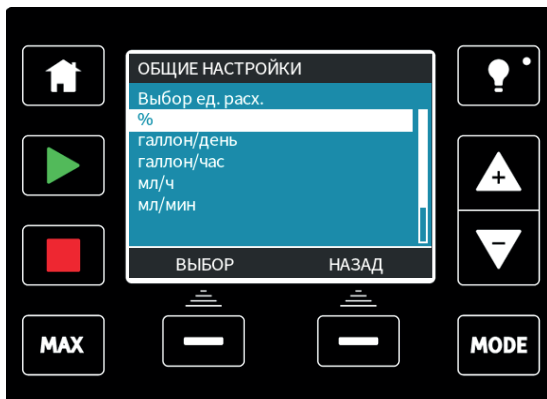 ОБЩИЕ НАСТРОЙКИ
Выбор ед. расх.
%
галлон/день
галлон/час
мл/ч
мл/мин
ВЫБОР НАЗАД
+
−
MAX
MODE